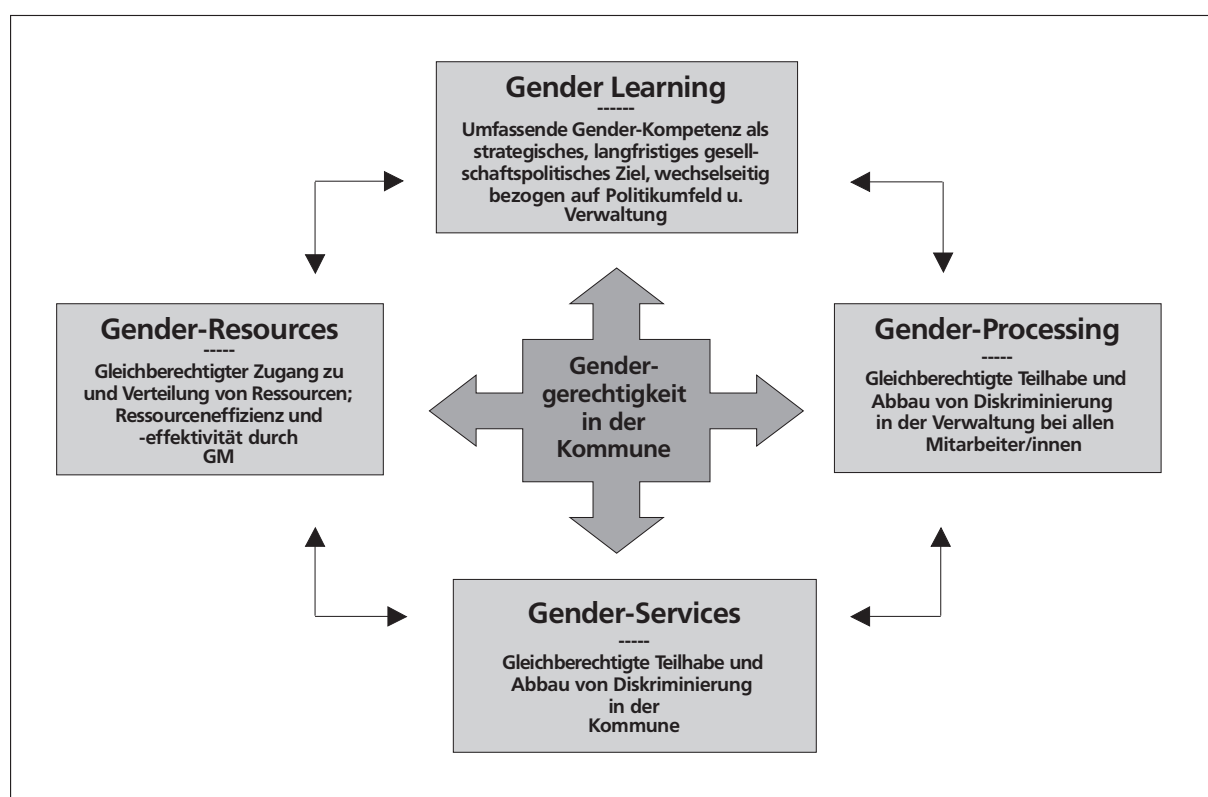 Gender Learning
------
Umfassende Gender-Kompetenz als
strategisches, langfristiges gesell-
schaftspolitisches Ziel, wechselseitig
bezogen auf Politikumfeld u.
Verwaltung
Gender-Resources
-----
Gleichberechtigter Zugang zu
und Verteilung von Ressourcen;
Ressourceneffizienz und
-effektivität durch
GM
Gender-
gerechtigkeit
in der
Kommune
Gender-Processing
-----
Gleichberechtigte Teilhabe und
Abbau von Diskriminierung
in der Verwaltung bei allen
Mitarbeiter/innen
Gender-Services
-----
Gleichberechtigte Teilhabe und
Abbau von Diskriminierung
in der
Kommune